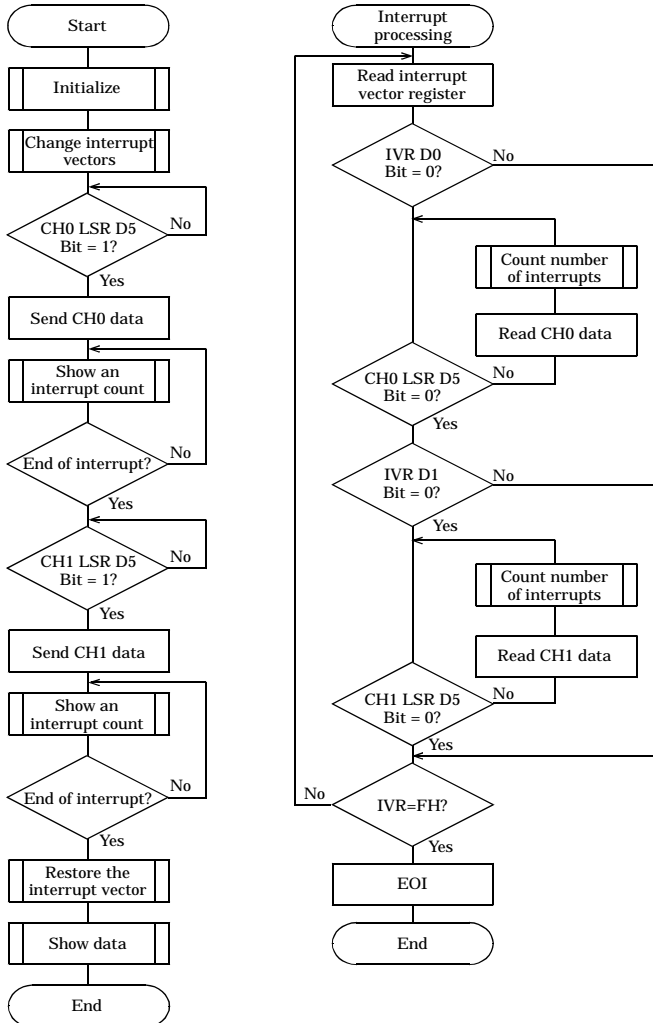 Start
Initialize
Change interrupt
vectors
CH0 LSR D5
Bit = 1?
No
Yes
Send CH0 data
Show an
interrupt count
End of interrupt?
No
Yes
CH1 LSR D5
Bit = 1?
No
Yes
Send CH1 data
Show an
interrupt count
End of interrupt?
No
Yes
Restore the
interrupt vector
Show data
End
Interrupt
processing
Read interrupt
vector register
IVR D0
Bit = 0?
No
Count number
of interrupts
Read CH0 data
CH0 LSR D5
Bit = 0?
No
Yes
IVR D1
Bit = 0?
No
Yes
Count number
of interrupts
Read CH1 data
CH1 LSR D5
Bit = 0?
No
Yes
IVR=FH?
No
Yes
EOI
End